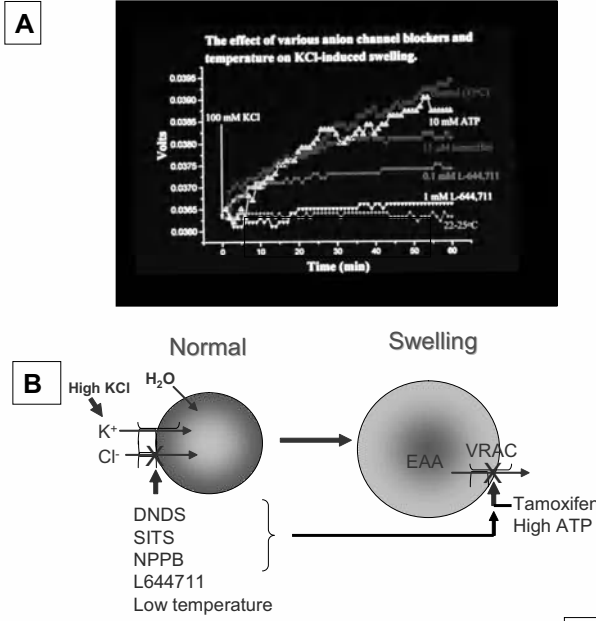 A
The effect of various anion channel blockers and
temperature on KCl-induced swelling.
0.0395
0.0390
0.0385
0.0380
0.0375
0.0370
0.0365
0.0360
Volts
100 mM KCl
10 mM ATP
0.1 mM L-644,711
1 mM L-644,711
22-25°C
0 10 20 30 40 50 60
Time (min)
B
Normal
Swelling
High KCl
H₂O
K⁺
Cl⁻
EAA
VRAC
DNDS
SITS
NPPB
L644711
Low temperature
Tamoxifen
High ATP